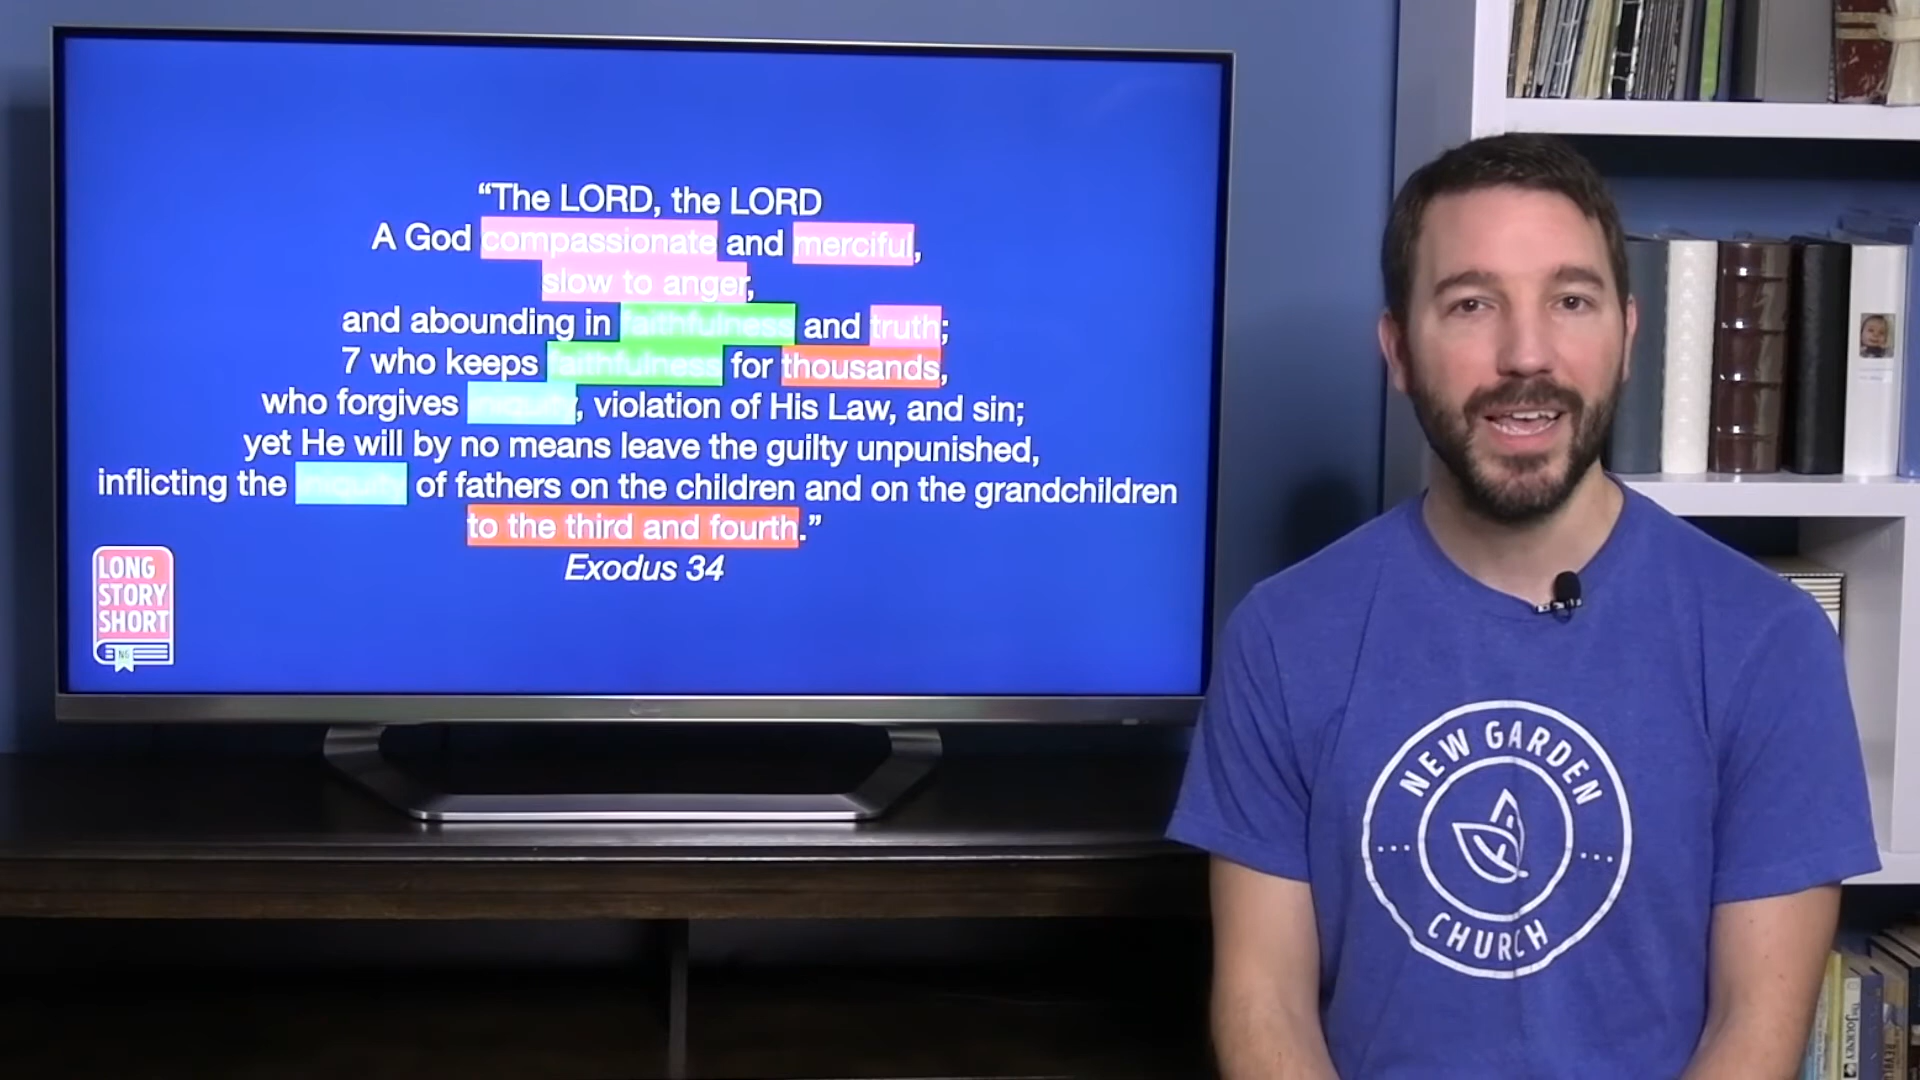 “The LORD, the LORD
A God compassionate and merciful,
slow to anger,
and abounding in faithfulness and truth;
7 who keeps faithfulness for thousands,
who forgives iniquity, violation of His Law, and sin;
yet He will by no means leave the guilty unpunished,
inflicting the iniquity of fathers on the children and on the grandchildren
to the third and fourth.”
Exodus 34
LONG
STORY
SHORT
NG
NEW GARDEN
CHURCH